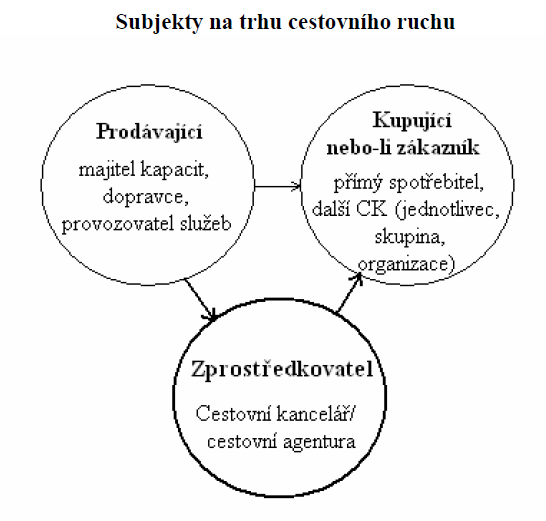 Subjekty na trhu cestovního ruchu
Prodávající
majitel kapacit,
dopravce,
provozovatel služeb
Kupující
nebo-li zákazník
přímý spotřebitel,
další CK (jednotlivec,
skupina,
organizace)
Zprostředkovatel
Cestovní kancelář/
cestovní agentura